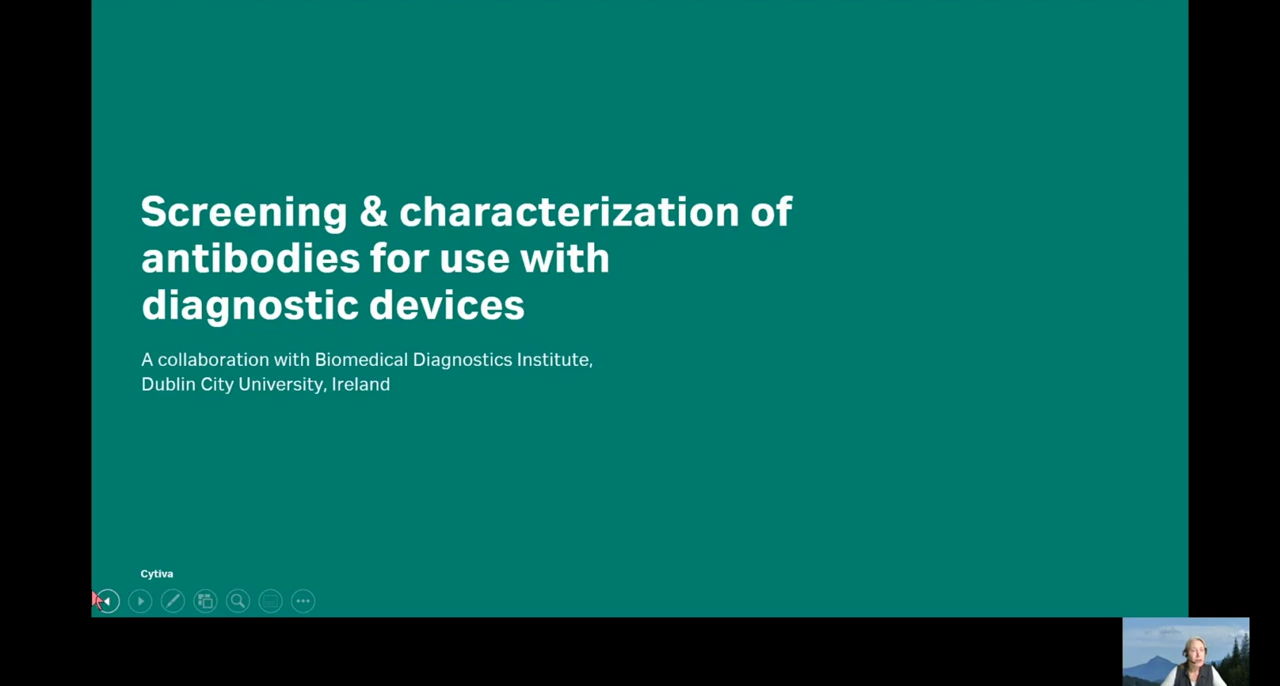 Screening & characterization of
antibodies for use with
diagnostic devices
A collaboration with Biomedical Diagnostics Institute,
Dublin City University, Ireland
Cytiva